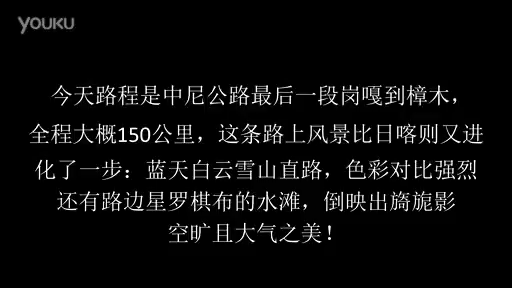 YOUKU
今天路程是中尼公路最后一段岗嘎到樟木，
全程大概150公里，这条路上风景比日喀则又进
化了一步：蓝天白云雪山直路，色彩对比强烈
还有路边星罗棋布的水滩，倒映出旖旎影
空旷且大气之美！